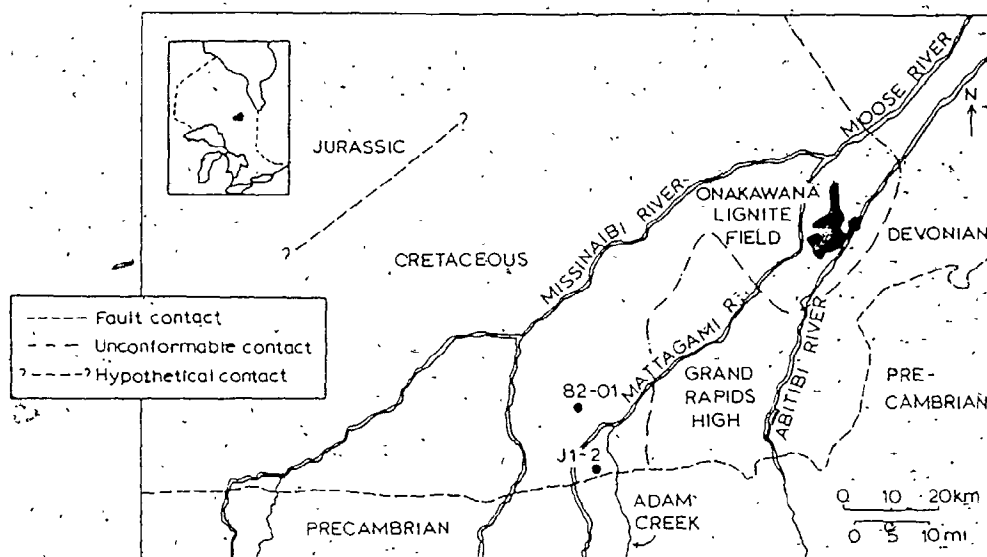 MOOSE RIVER
N
JURASSIC
ONAKAWANA
LIGNITE
FIELD
DEVONIAN
MISSINAIBI RIVER
CRETACEOUS
? ?
Fault contact
Unconformable contact
?-----? Hypothetical contact
MATTAGAMI R.
ABITIBI RIVER
82-01
GRAND
RAPIDS
HIGH
PRE-
CAMBRIAN
J1-2
ADAM
CREEK
PRECAMBRIAN
0 10 20km
0 5 10mi